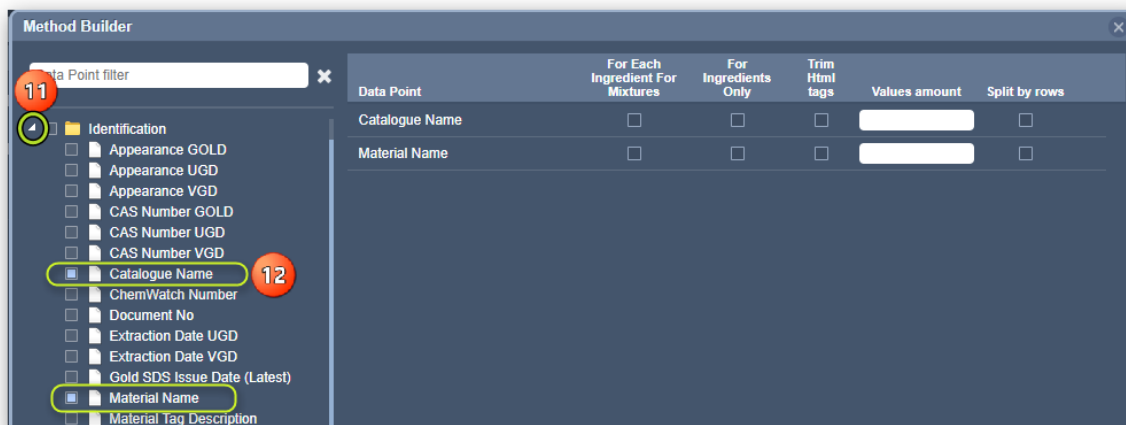 Method Builder
Data Point filter
11
Identification
Appearance GOLD
Appearance UGD
Appearance VGD
CAS Number GOLD
CAS Number UGD
CAS Number VGD
Catalogue Name
12
ChemWatch Number
Document No
Extraction Date UGD
Extraction Date VGD
Gold SDS Issue Date (Latest)
Material Name
Material Tag Description
Data Point
For Each
Ingredient For
Mixtures
For
Ingredients
Only
Trim
Html
tags
Values amount
Split by rows
Catalogue Name
Material Name